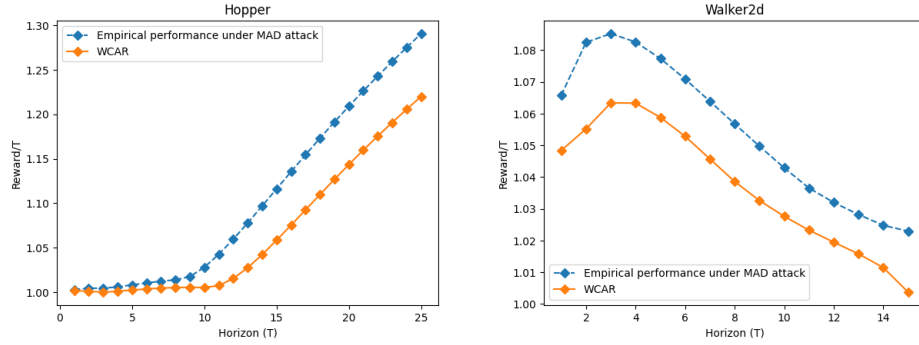 Hopper
1.30
1.25
1.20
1.15
1.10
1.05
1.00
Reward/T
Empirical performance under MAD attack
WCAR
0 5 10 15 20 25
Horizon (T)
Walker2d
1.08
1.07
1.06
1.05
1.04
1.03
1.02
1.01
1.00
Reward/T
Empirical performance under MAD attack
WCAR
2 4 6 8 10 12 14
Horizon (T)